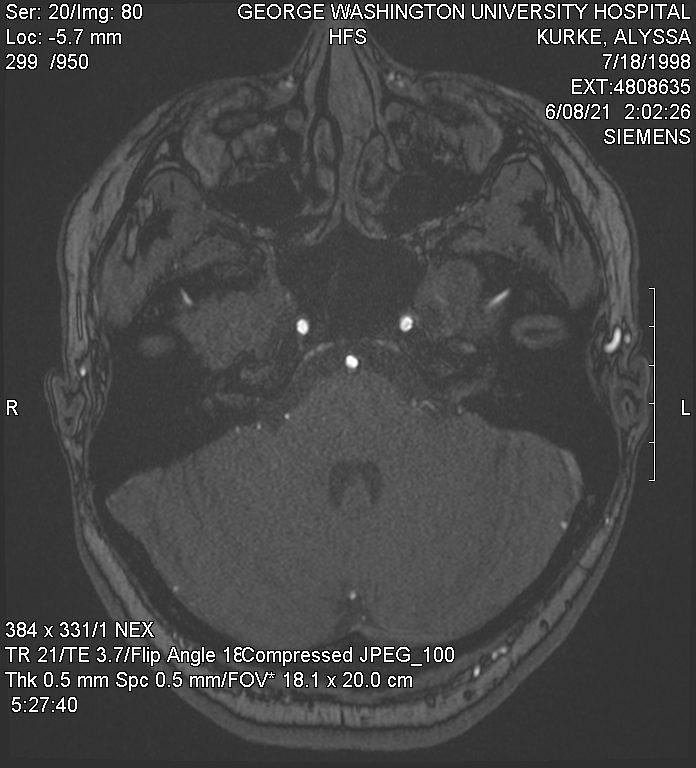 Ser: 20/Img: 80
Loc: -5.7 mm
299 /950
HFS
GEORGE WASHINGTON UNIVERSITY HOSPITAL
KURKE, ALYSSA
7/18/1998
EXT:4808635
6/08/21 2:02:26
SIEMENS
R
L
384 x 331/1 NEX
TR 21/TE 3.7/Flip Angle 18Compressed JPEG_100
Thk 0.5 mm Spc 0.5 mm/FOV* 18.1 x 20.0 cm
5:27:40